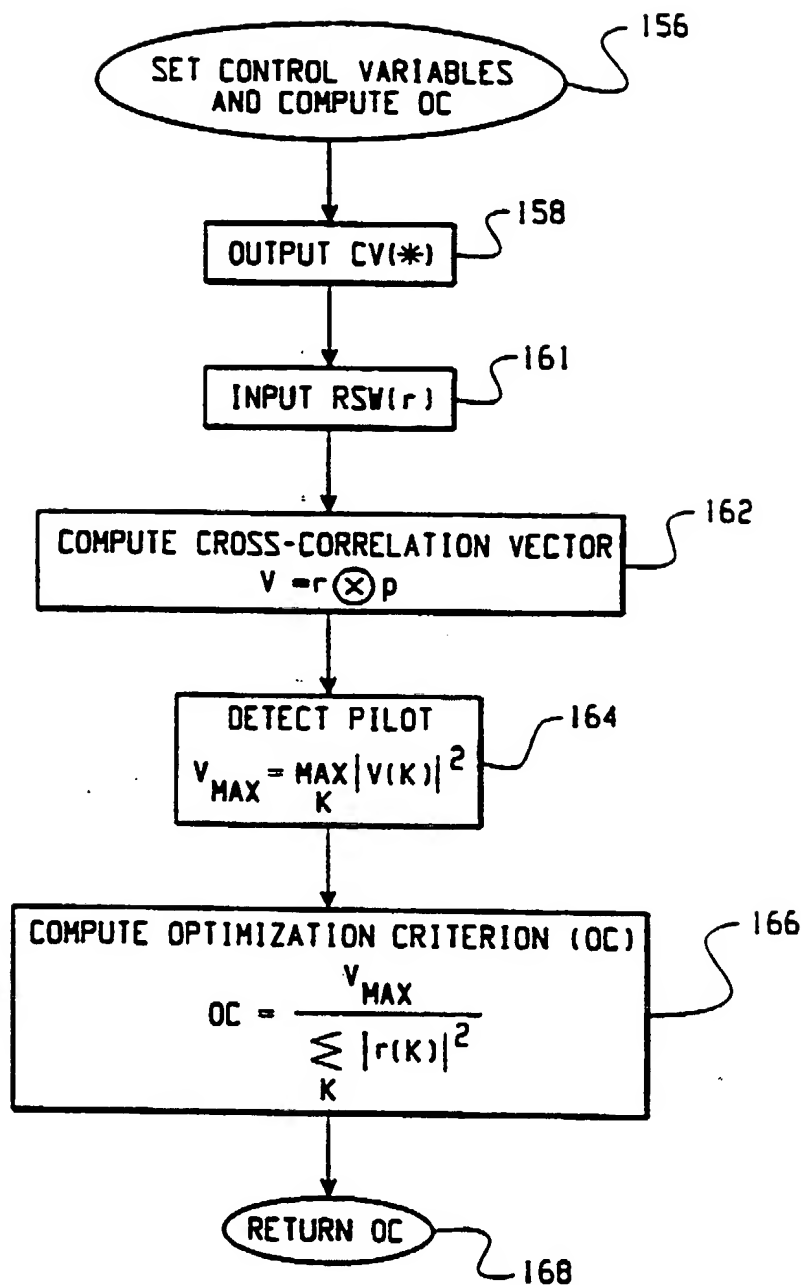 156
SET CONTROL VARIABLES
AND COMPUTE OC
158
OUTPUT CV(*)
161
INPUT RSW(r)
162
COMPUTE CROSS-CORRELATION VECTOR
V = r ⊗ p
164
DETECT PILOT
V_MAX = MAX |V(K)|²
K
166
COMPUTE OPTIMIZATION CRITERION (OC)
V_MAX
OC =
∑ |r(K)|²
K
RETURN OC
168